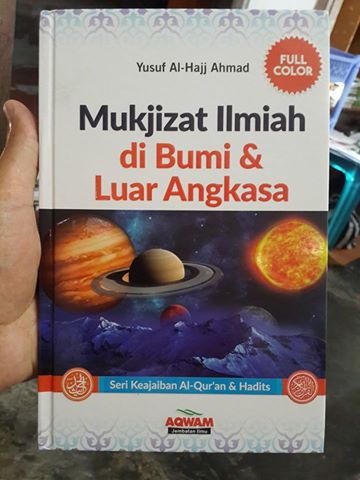 Yusuf Al-Hajj Ahmad
FULL
COLOR
Mukjizat Ilmiah
di Bumi &
Luar Angkasa
Seri Keajaiban Al-Qur'an & Hadits
AQWAM
Jembatan Ilmu